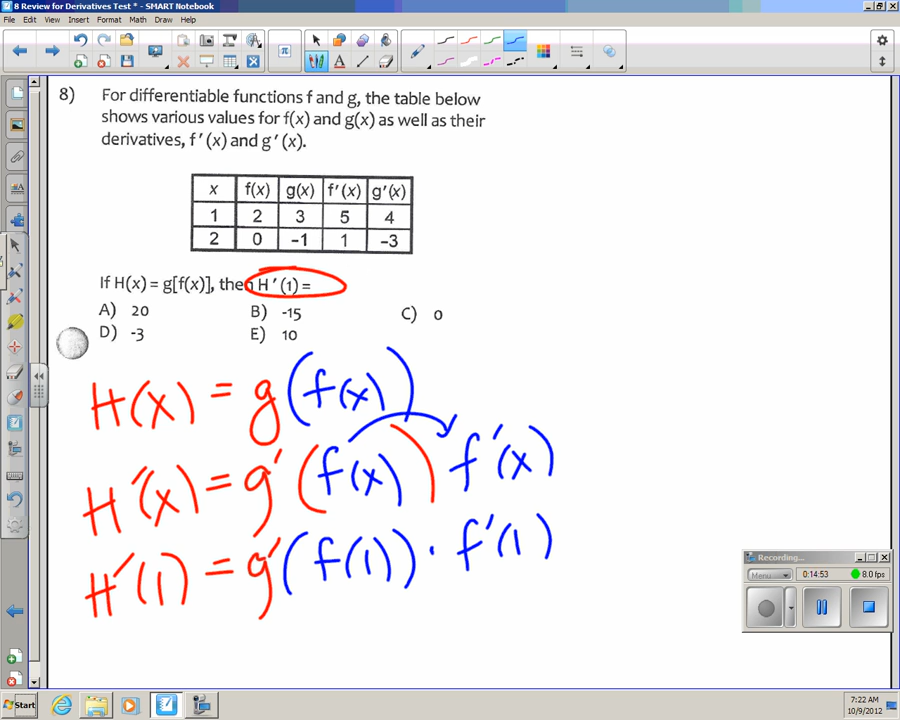 8 Review for Derivatives Test * - SMART Notebook
File Edit View Insert Format Math Draw Help
8) For differentiable functions f and g, the table below
shows various values for f(x) and g(x) as well as their
derivatives, f ′ (x) and g ′ (x).
x f(x) g(x) f ′ (x) g ′ (x)
1 2 3 5 4
2 0 -1 1 -3
If H(x) = g[f(x)], then H ′ (1) =
A) 20 B) -15 C) 0
D) -3 E) 10
H(x) = g(f(x))
H′(x) = g′(f(x)) f′(x)
H′(1) = g′(f(1)) · f′(1)
Recording...
Menu 0:14:53 8.0 fps
Start
7:22 AM
10/9/2012